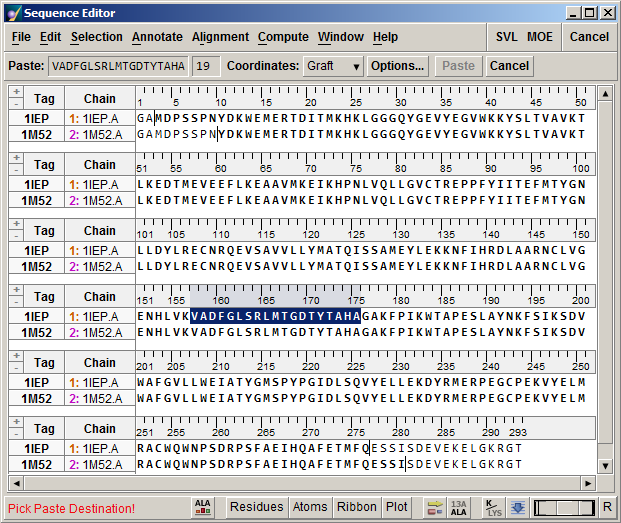 Sequence Editor
File Edit Selection Annotate Alignment Compute Window Help SVL MOE Cancel
Paste: VADFGLSRLMTGDTYTAHA 19 Coordinates: Graft Options... Paste Cancel
+ - Tag Chain 1 5 10 15 20 25 30 35 40 45 50
1IEP 1: 1IEP.A GAMDPSSPNYDKWEMERTDITMKHKLGGGQYGEVYEGVWKKYSLTVAVKT
1M52 2: 1M52.A GAMDPSSPNYDKWEMERTDITMKHKLGGGQYGEVYEGVWKKYSLTVAVKT
+ - Tag Chain 51 55 60 65 70 75 80 85 90 95 100
1IEP 1: 1IEP.A LKEDTMEVEEFLKEAAVMKEIKHPNLVQLLGVCTREPPFYIITEFMTYGN
1M52 2: 1M52.A LKEDTMEVEEFLKEAAVMKEIKHPNLVQLLGVCTREPPFYIITEFMTYGN
+ - Tag Chain 101 105 110 115 120 125 130 135 140 145 150
1IEP 1: 1IEP.A LLDYLRECNRQEVSAVVLLYMATQISSAMEYLEKKNFIHRDLAARNCLVG
1M52 2: 1M52.A LLDYLRECNRQEVSAVVLLYMATQISSAMEYLEKKNFIHRDLAARNCLVG
+ - Tag Chain 151 155 160 165 170 175 180 185 190 195 200
1IEP 1: 1IEP.A ENHLVKVADFGLSRLMTGDTYTAHAGAKFPIKWTAPESLAYNKFSIKSDV
1M52 2: 1M52.A ENHLVKVADFGLSRLMTGDTYTAHAGAKFPIKWTAPESLAYNKFSIKSDV
+ - Tag Chain 201 205 210 215 220 225 230 235 240 245 250
1IEP 1: 1IEP.A WAFGVLLWEIATYGMSPYPGIDLSQVYELLEKDYRMERPEGCPEKVYELM
1M52 2: 1M52.A WAFGVLLWEIATYGMSPYPGIDLSQVYELLEKDYRMERPEGCPEKVYELM
+ - Tag Chain 251 255 260 265 270 275 280 285 290 293
1IEP 1: 1IEP.A RACWQWNPSDRPSFAEIHQAFETMFQESSISDEVEKELGKRGT
1M52 2: 1M52.A RACWQWNPSDRPSFAEIHQAFETMFQESSISDEVEKELGKRGT
Pick Paste Destination! ALA Residues Atoms Ribbon Plot 13A ALA K/LYS R